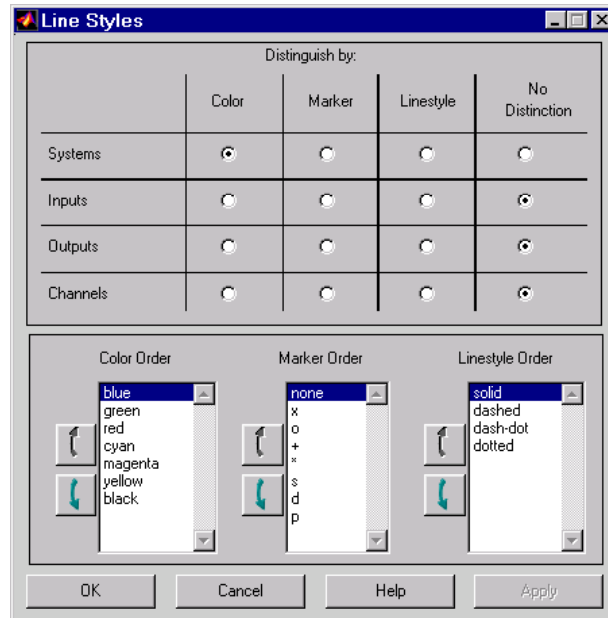 Line Styles
Distinguish by:
Color Marker Linestyle No Distinction
Systems
Inputs
Outputs
Channels
Color Order Marker Order Linestyle Order
blue
green
red
cyan
magenta
yellow
black
none
x
o
+
*
s
d
p
solid
dashed
dash-dot
dotted
OK Cancel Help Apply